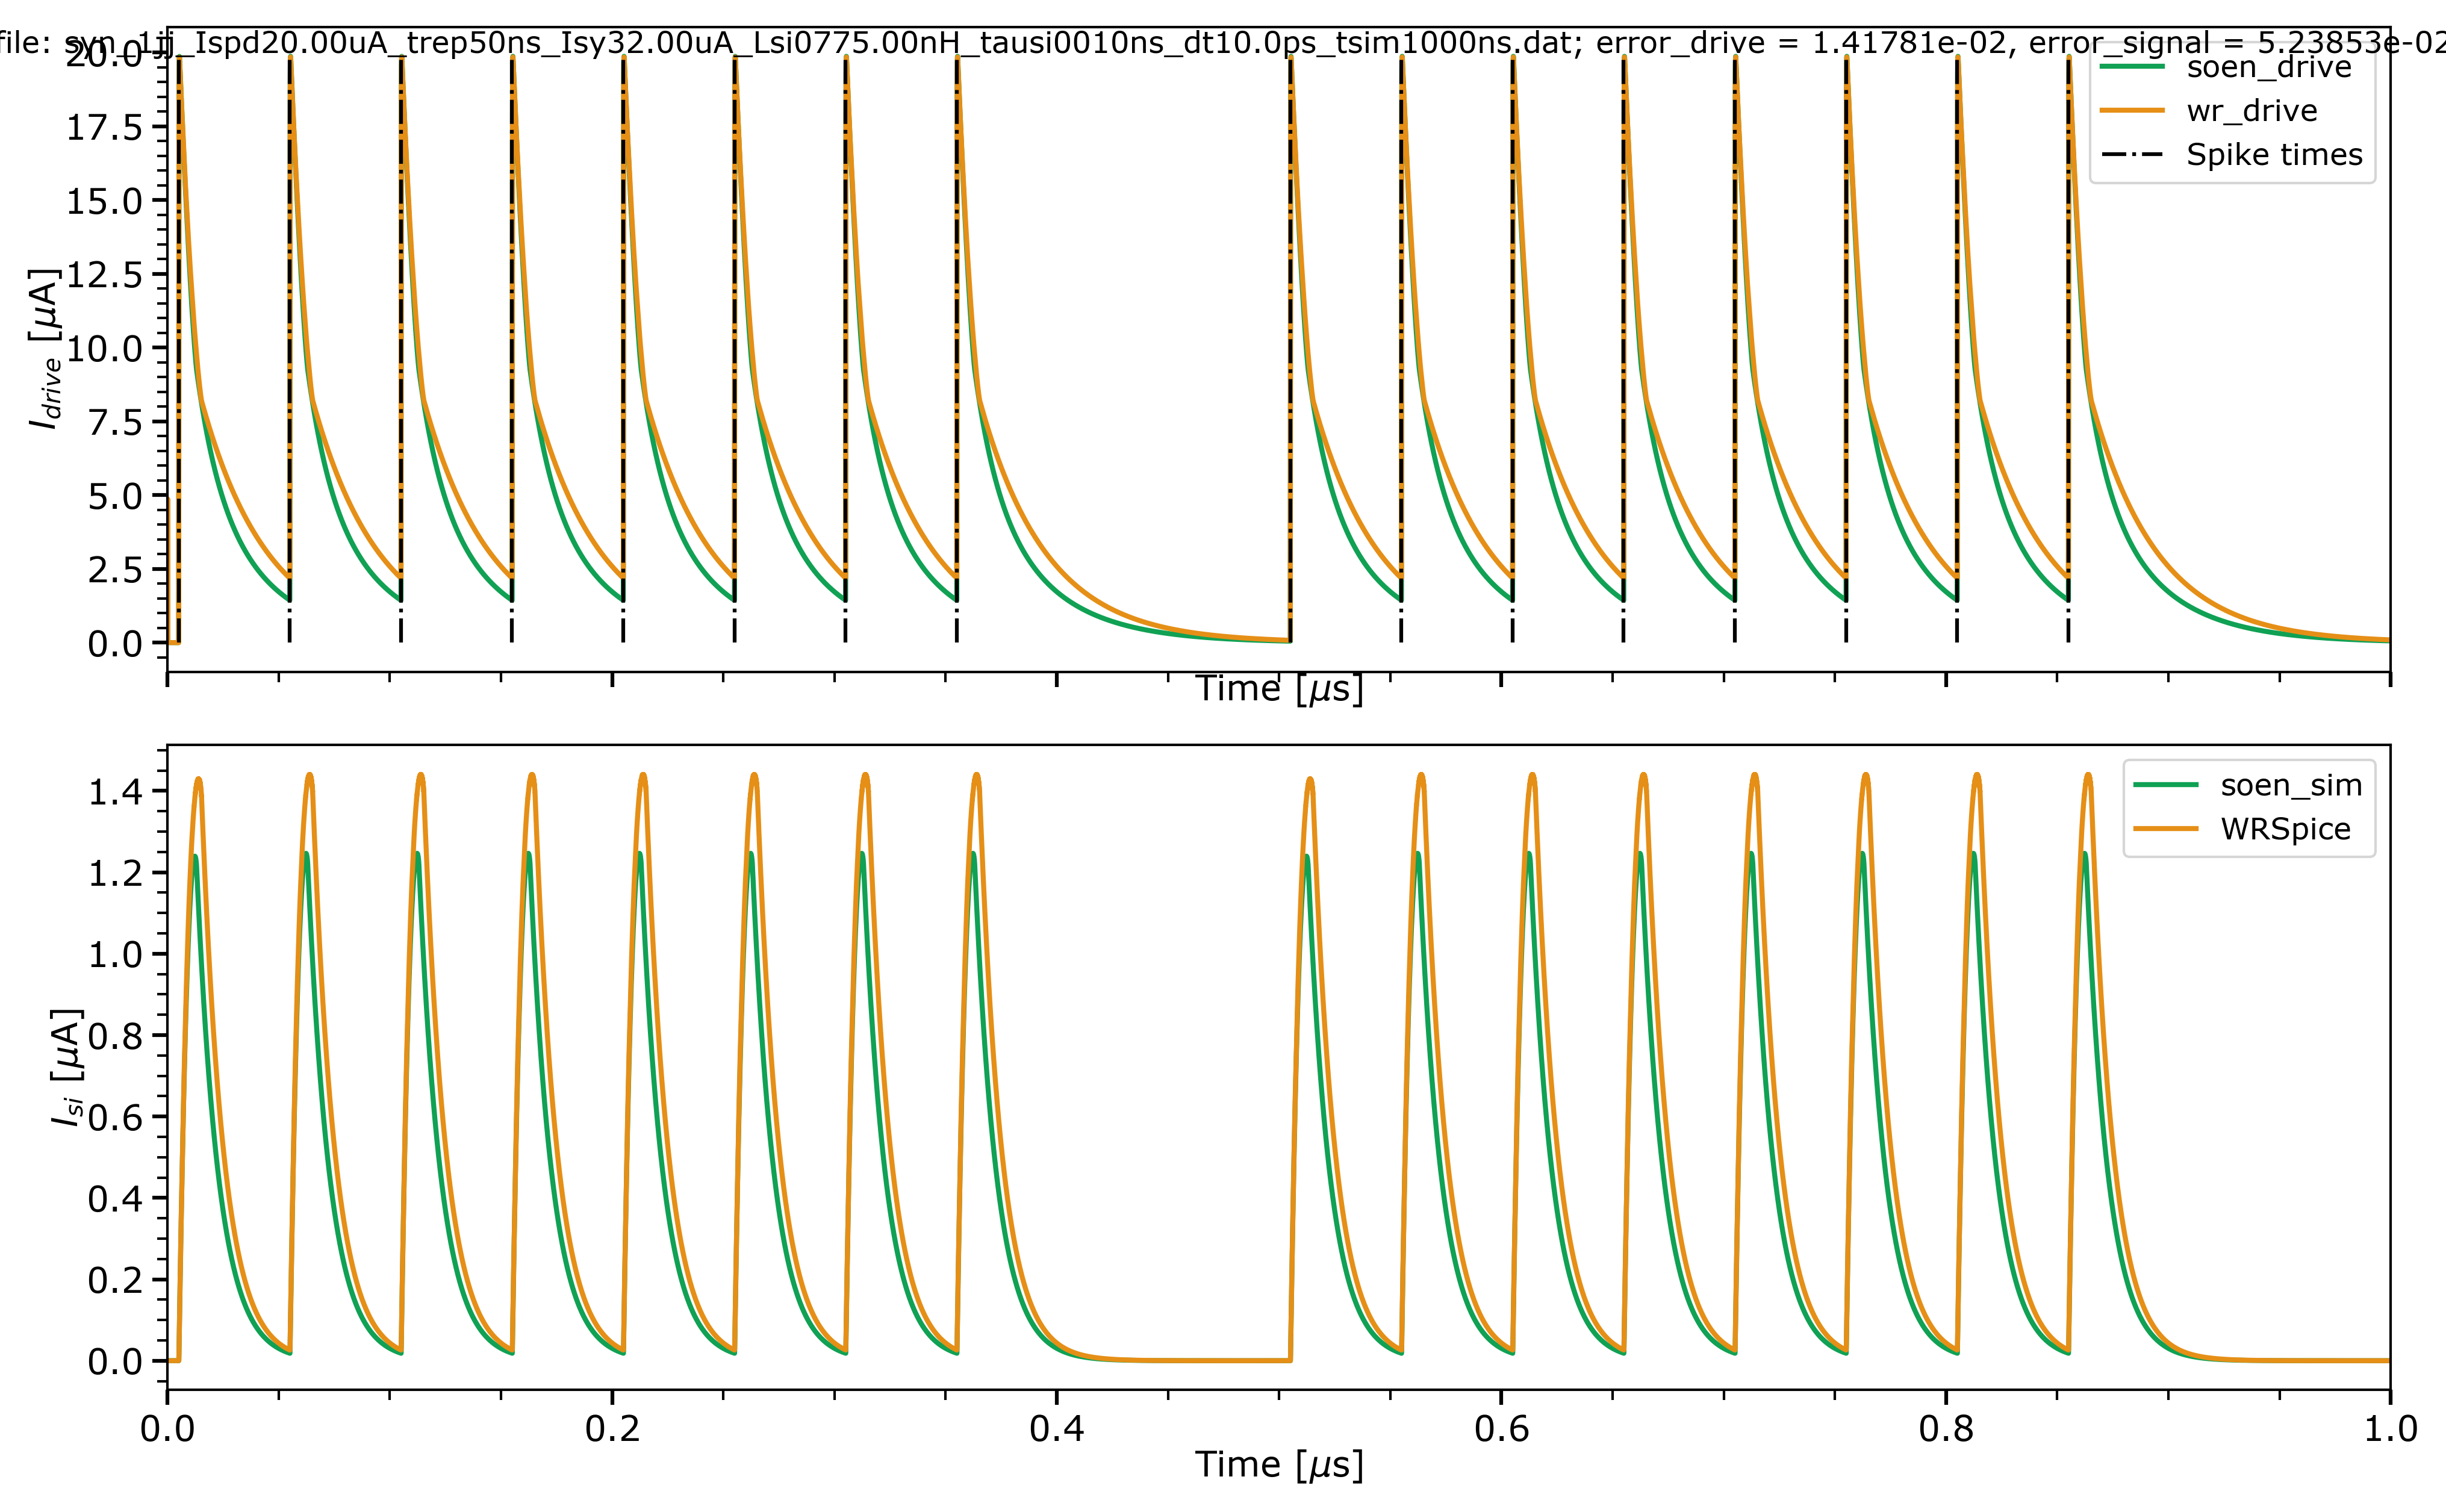 file: syn_1jj_Ispd20.00uA_trep50ns_Isy32.00uA_Lsi0775.00nH_tausi0010ns_dt10.0ps_tsim1000ns.dat; error_drive = 1.41781e-02, error_signal = 5.23853e-02
20.0
17.5
15.0
12.5
10.0
7.5
5.0
2.5
0.0
I_drive [μA]
soen_drive
wr_drive
Spike times
Time [μs]
1.4
1.2
1.0
0.8
0.6
0.4
0.2
0.0
I_si [μA]
soen_sim
WRSpice
0.0 0.2 0.4 0.6 0.8 1.0
Time [μs]